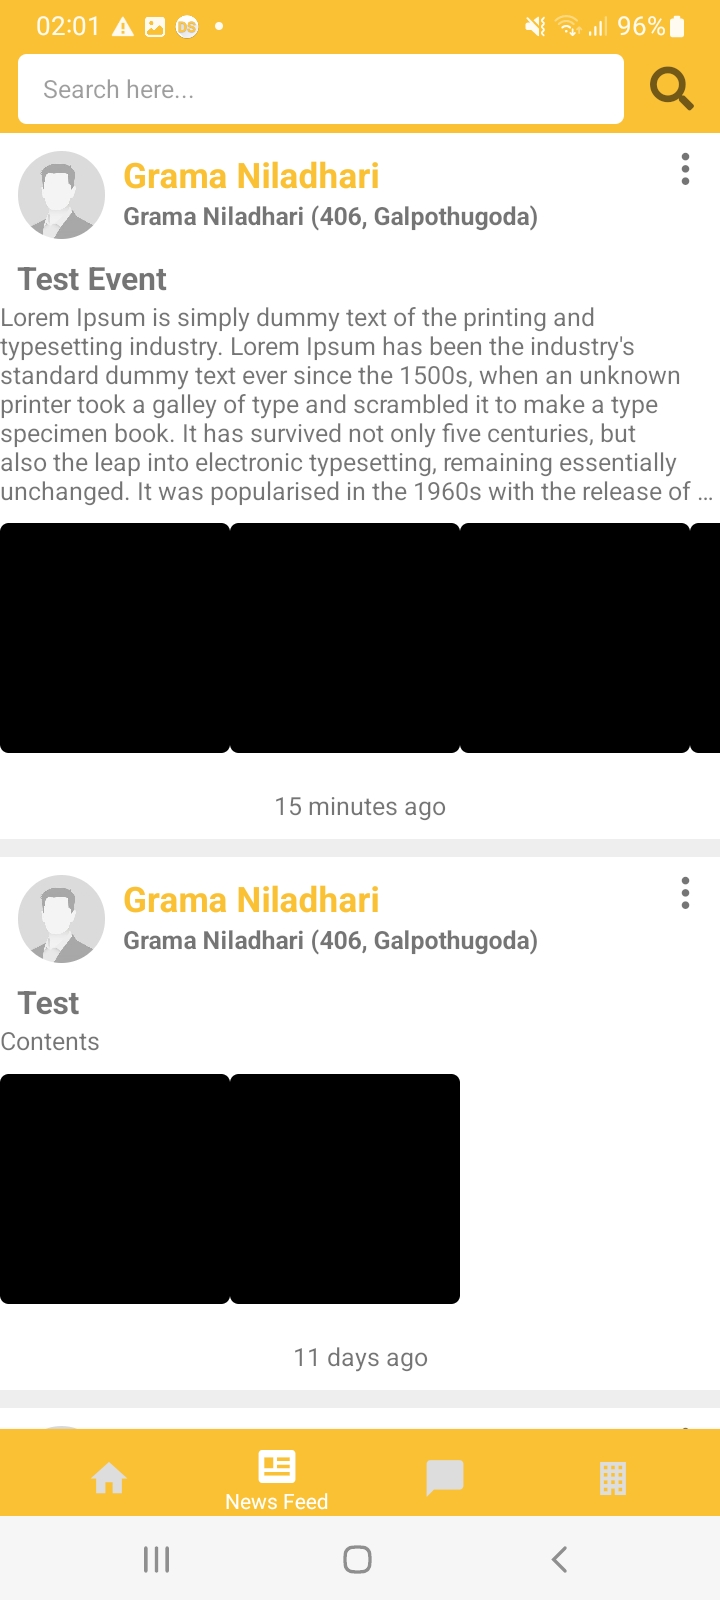 02:01
DS
96%
Search here...
Grama Niladhari
Grama Niladhari (406, Galpothugoda)
Test Event
Lorem Ipsum is simply dummy text of the printing and
typesetting industry. Lorem Ipsum has been the industry's
standard dummy text ever since the 1500s, when an unknown
printer took a galley of type and scrambled it to make a type
specimen book. It has survived not only five centuries, but
also the leap into electronic typesetting, remaining essentially
unchanged. It was popularised in the 1960s with the release of ...
15 minutes ago
Grama Niladhari
Grama Niladhari (406, Galpothugoda)
Test
Contents
11 days ago
News Feed